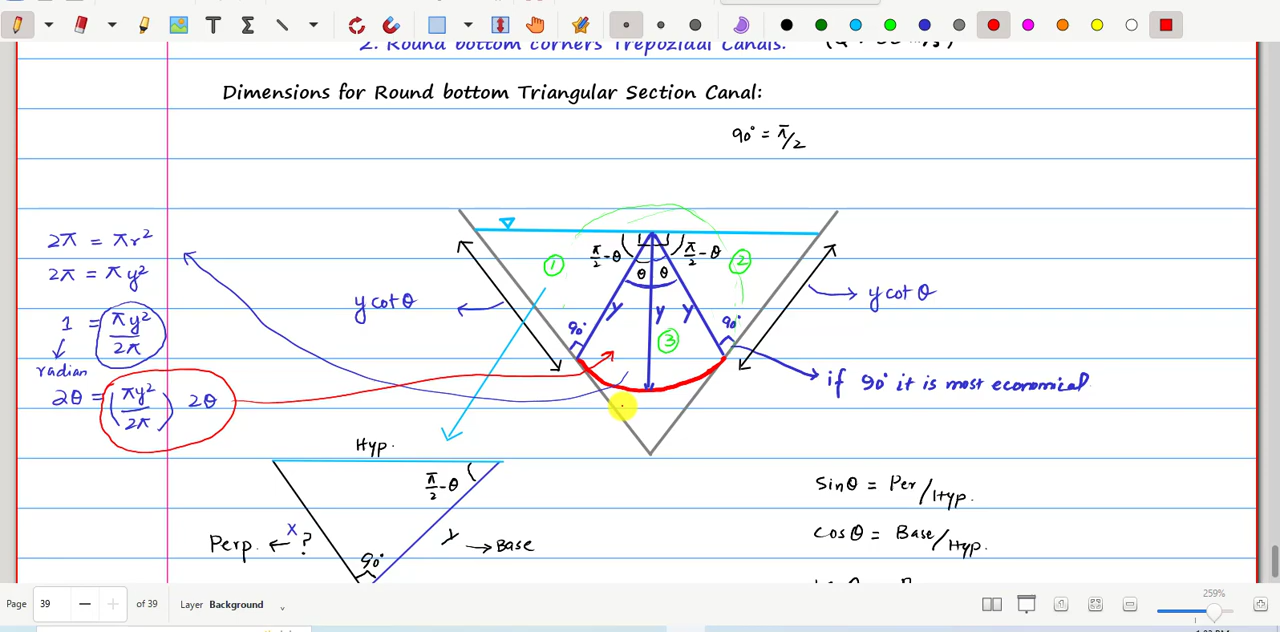 2. Round bottom corners Trepozidal Canals.
Dimensions for Round bottom Triangular Section Canal:
90° = π/2
2π = πr²
2π = πy²
1 = πy²/2π
radian
2θ = (πy²/2π) 2θ
π/2-θ
π/2-θ
1
2
θ θ
y cotθ
y cotθ
y
y
y
90°
90°
3
if 90° it is most economical
Hyp.
π/2-θ
Perp. ← x ?
90°
y → Base
Sinθ = Per/Hyp.
Cosθ = Base/Hyp.
Page 39 of 39 Layer Background
259%